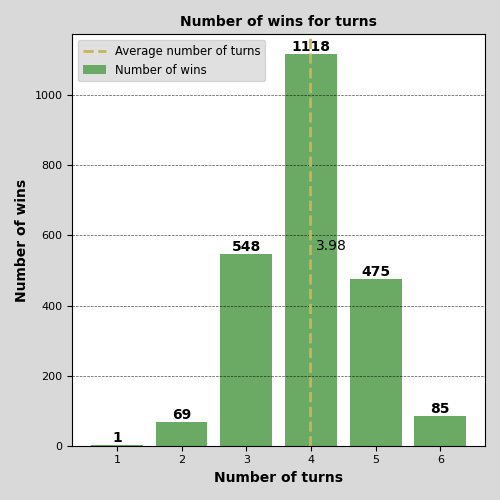 Number of wins for turns
Average number of turns
Number of wins
1118
1000
800
600
400
200
0
548
3.98
475
69
85
1
1 2 3 4 5 6
Number of wins
Number of turns